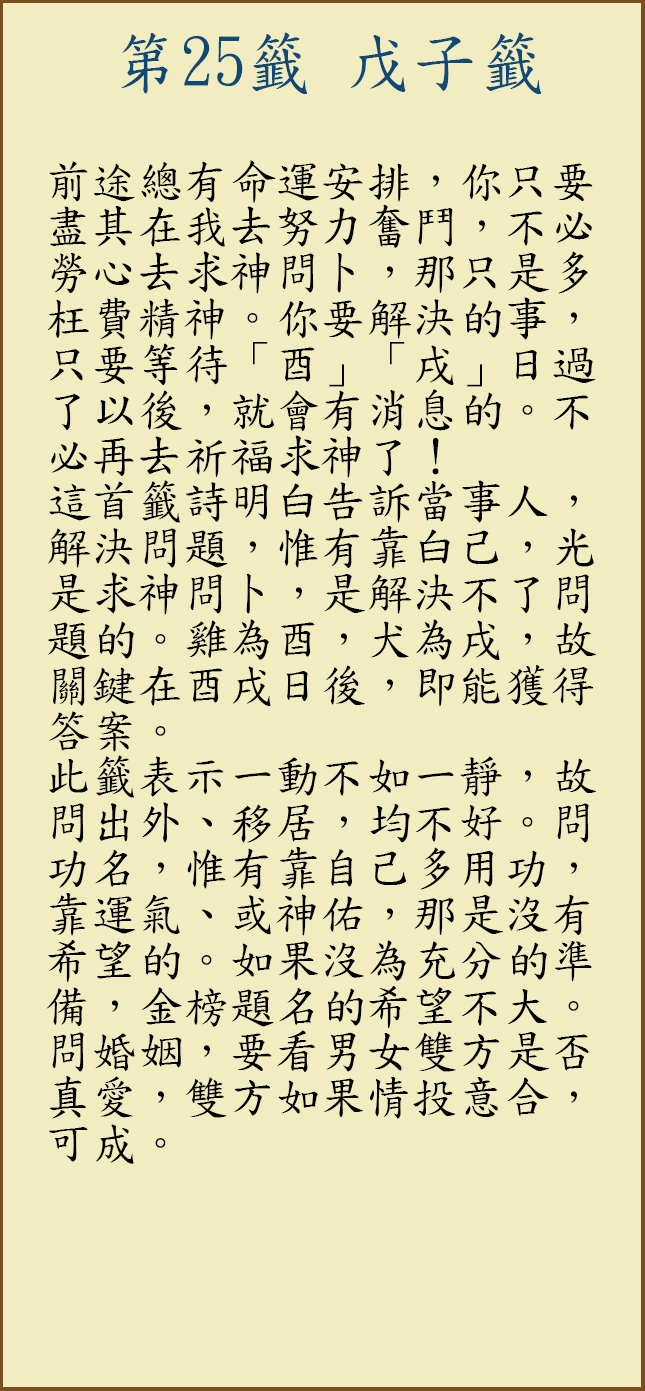 第25籤 戊子籤
前途總有命運安排，你只要
盡其在我去努力奮鬥，不必
勞心去求神問卜，那只是多
枉費精神。你要解決的事，
只要等待「酉」「戌」日過
了以後，就會有消息的。不
必再去祈福求神了！
這首籤詩明白告訴當事人，
解決問題，惟有靠白己，光
是求神問卜，是解決不了問
題的。雞為酉，犬為戌，故
關鍵在酉戌日後，即能獲得
答案。
此籤表示一動不如一靜，故
問出外、移居，均不好。問
功名，惟有靠自己多用功，
靠運氣、或神佑，那是沒有
希望的。如果沒為充分的準
備，金榜題名的希望不大。
問婚姻，要看男女雙方是否
真愛，雙方如果情投意合，
可成。